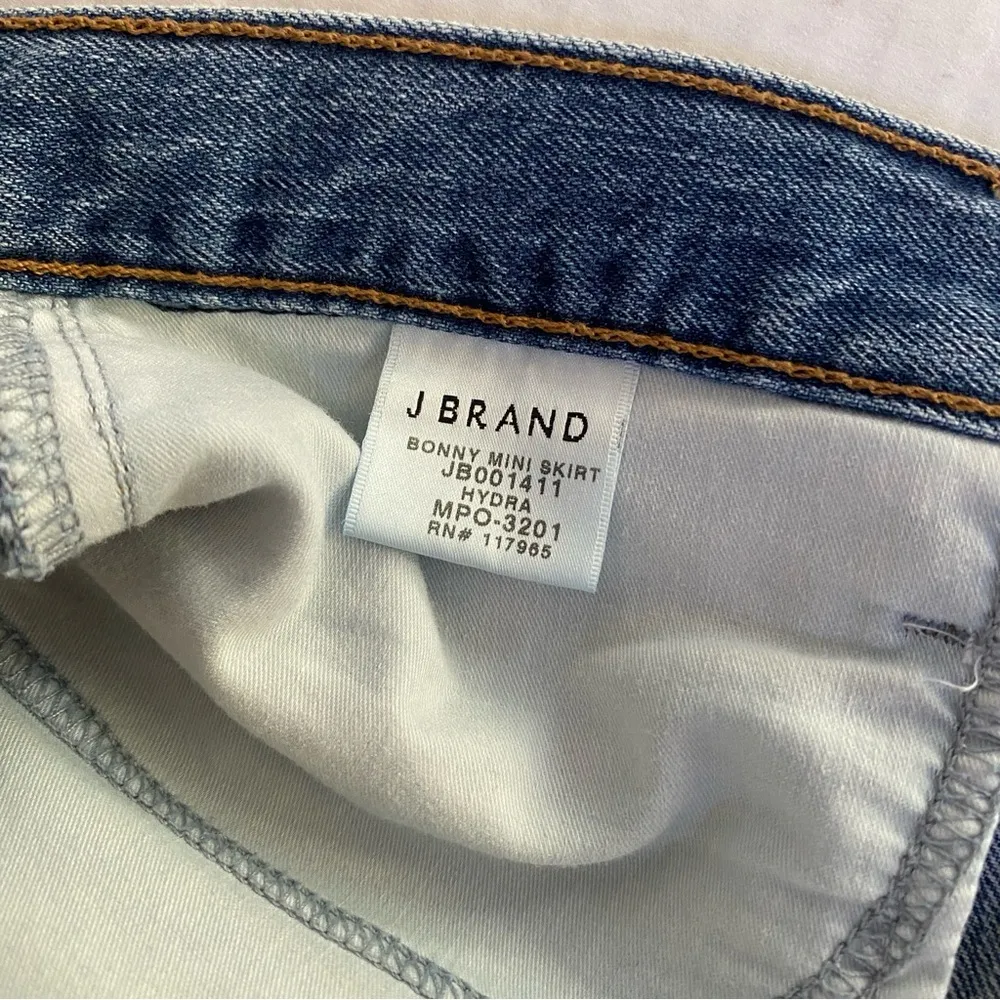 J BRAND
BONNY MINI SKIRT
JB001411
HYDRA
MPO-3201
RN# 117965